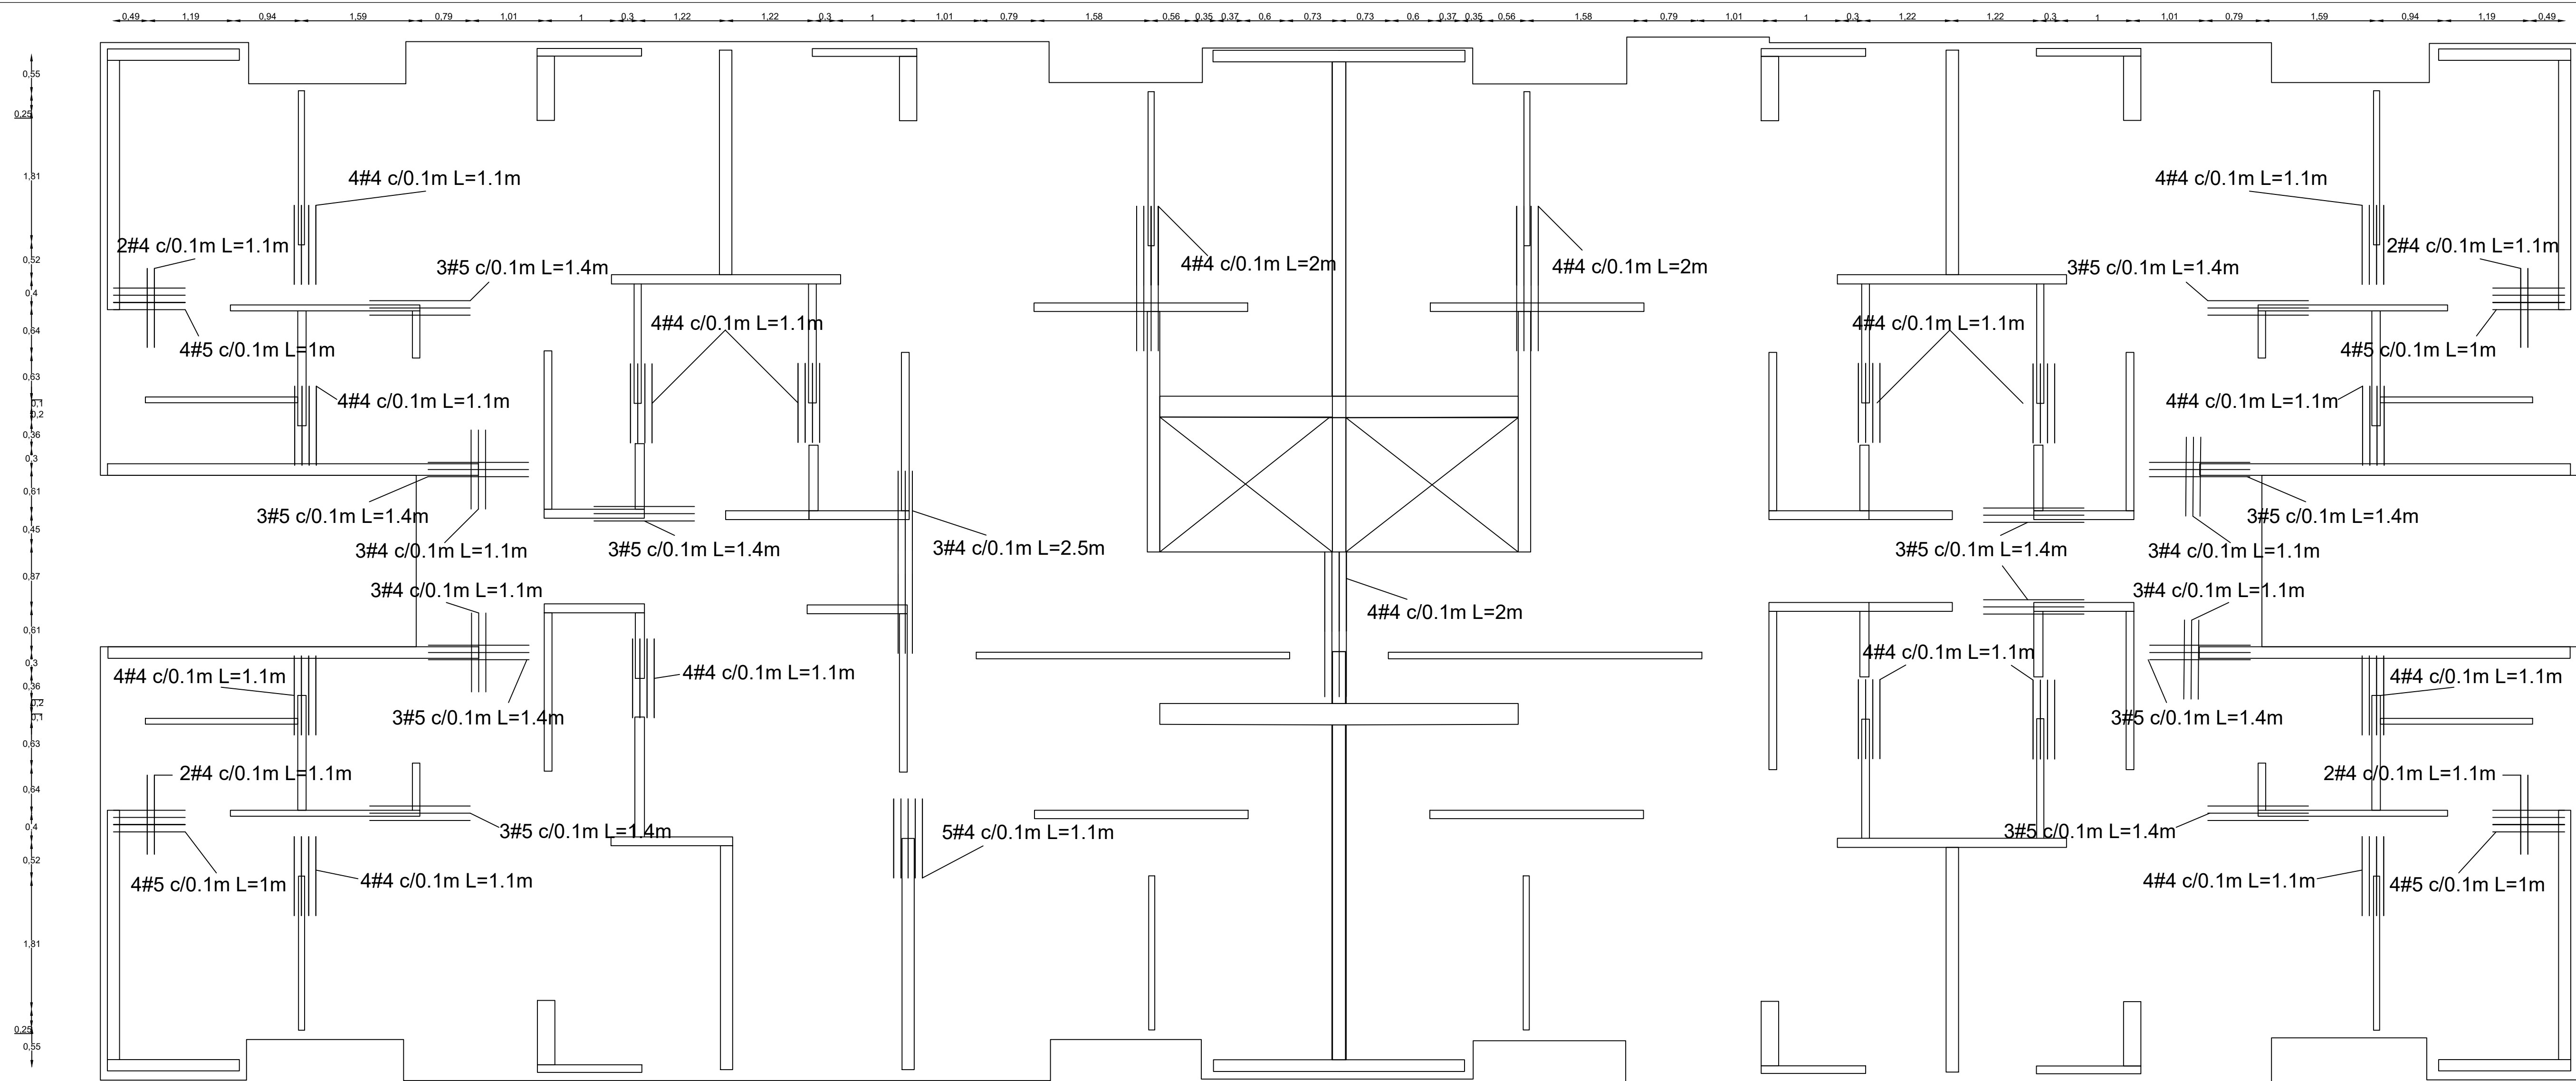 0,49 1,19 0,94 1,59 0,79 1,01 1 0,3 1,22 1,22 0,3 1 1,01 0,79 1,58 0,56 0,35 0,37 0,6 0,73 0,73 0,6 0,37 0,35 0,56 1,58 0,79 1,01 1 0,3 1,22 1,22 0,3 1 1,01 0,79 1,59 0,94 1,19 0,49
0,55
0,25
1,81
0,52
0,4
0,64
0,63
0,1
0,2
0,36
0,3
0,61
0,45
0,87
0,61
0,3
0,36
0,2
0,1
0,63
0,64
0,4
0,52
1,81
0,25
0,55
4#4 c/0.1m L=1.1m
4#4 c/0.1m L=1.1m
2#4 c/0.1m L=1.1m
2#4 c/0.1m L=1.1m
4#4 c/0.1m L=2m
4#4 c/0.1m L=2m
3#5 c/0.1m L=1.4m
3#5 c/0.1m L=1.4m
4#4 c/0.1m L=1.1m
4#4 c/0.1m L=1.1m
4#5 c/0.1m L=1m
4#5 c/0.1m L=1m
4#4 c/0.1m L=1.1m
4#4 c/0.1m L=1.1m
3#5 c/0.1m L=1.4m
3#5 c/0.1m L=1.4m
3#4 c/0.1m L=1.1m
3#5 c/0.1m L=1.4m
3#4 c/0.1m L=2.5m
3#5 c/0.1m L=1.4m
3#4 c/0.1m L=1.1m
3#4 c/0.1m L=1.1m
3#4 c/0.1m L=1.1m
4#4 c/0.1m L=2m
4#4 c/0.1m L=1.1m
4#4 c/0.1m L=1.1m
4#4 c/0.1m L=1.1m
4#4 c/0.1m L=1.1m
3#5 c/0.1m L=1.4m
3#5 c/0.1m L=1.4m
2#4 c/0.1m L=1.1m
2#4 c/0.1m L=1.1m
3#5 c/0.1m L=1.4m
5#4 c/0.1m L=1.1m
3#5 c/0.1m L=1.4m
4#5 c/0.1m L=1m
4#4 c/0.1m L=1.1m
4#4 c/0.1m L=1.1m
4#5 c/0.1m L=1m